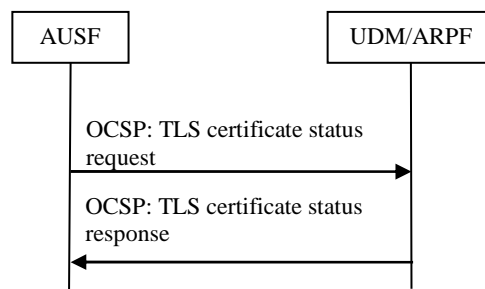 AUSF
UDM/ARPF
OCSP: TLS certificate status
request
OCSP: TLS certificate status
response